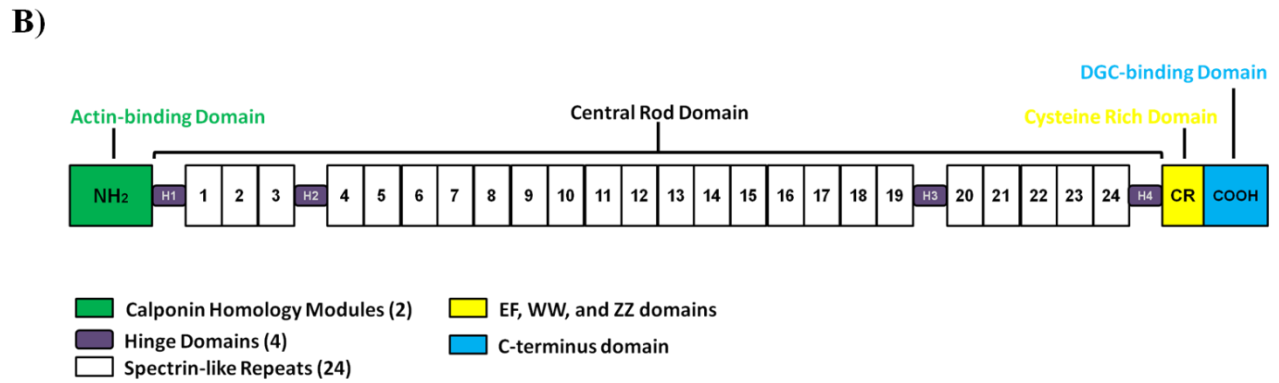 B)
DGC-binding Domain
Actin-binding Domain
Central Rod Domain
Cysteine Rich Domain
NH2 H1 1 2 3 H2 4 5 6 7 8 9 10 11 12 13 14 15 16 17 18 19 H3 20 21 22 23 24 H4 CR COOH
Calponin Homology Modules (2)
EF, WW, and ZZ domains
Hinge Domains (4)
C-terminus domain
Spectrin-like Repeats (24)